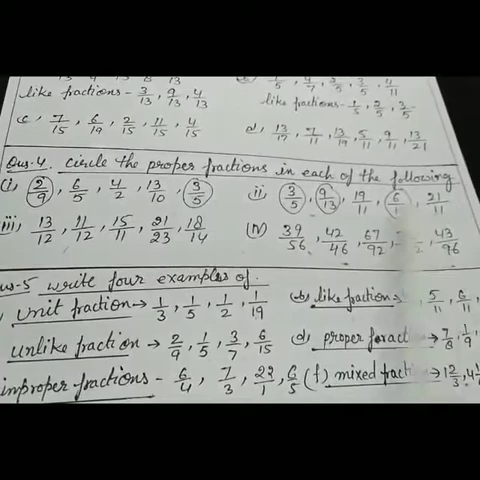 like fractions - 3/13, 9/13, 4/13
like fractions - 1/5, 2/5, 3/5
c, 7/15, 6/19, 2/15, 11/15, 4/15
d, 13/17, 7/11, 13/19, 5/11, 9/11, 13/21
Ques.4. circle the proper fractions in each of the following
(i) 2/9, 6/5, 4/2, 13/10, 3/5
ii) 3/5, 9/13, 19/11, 6/, 21/11
iii) 13/12, 11/12, 15/11, 21/23, 18/14
(iv) 39/56, 42/46, 67/92, 43/96
us-5 write four examples of.
unit fraction → 1/3, 1/5, 1/2, 1/19
(b) like fractions 5/11, 6/11,
unlike fraction → 2/9, 1/5, 3/7, 6/15
d, proper fraction → 7/8, 1/9
improper fractions - 6/4, 7/3, 22/1, 6/5
(f) mixed fracti → 1 2/3,